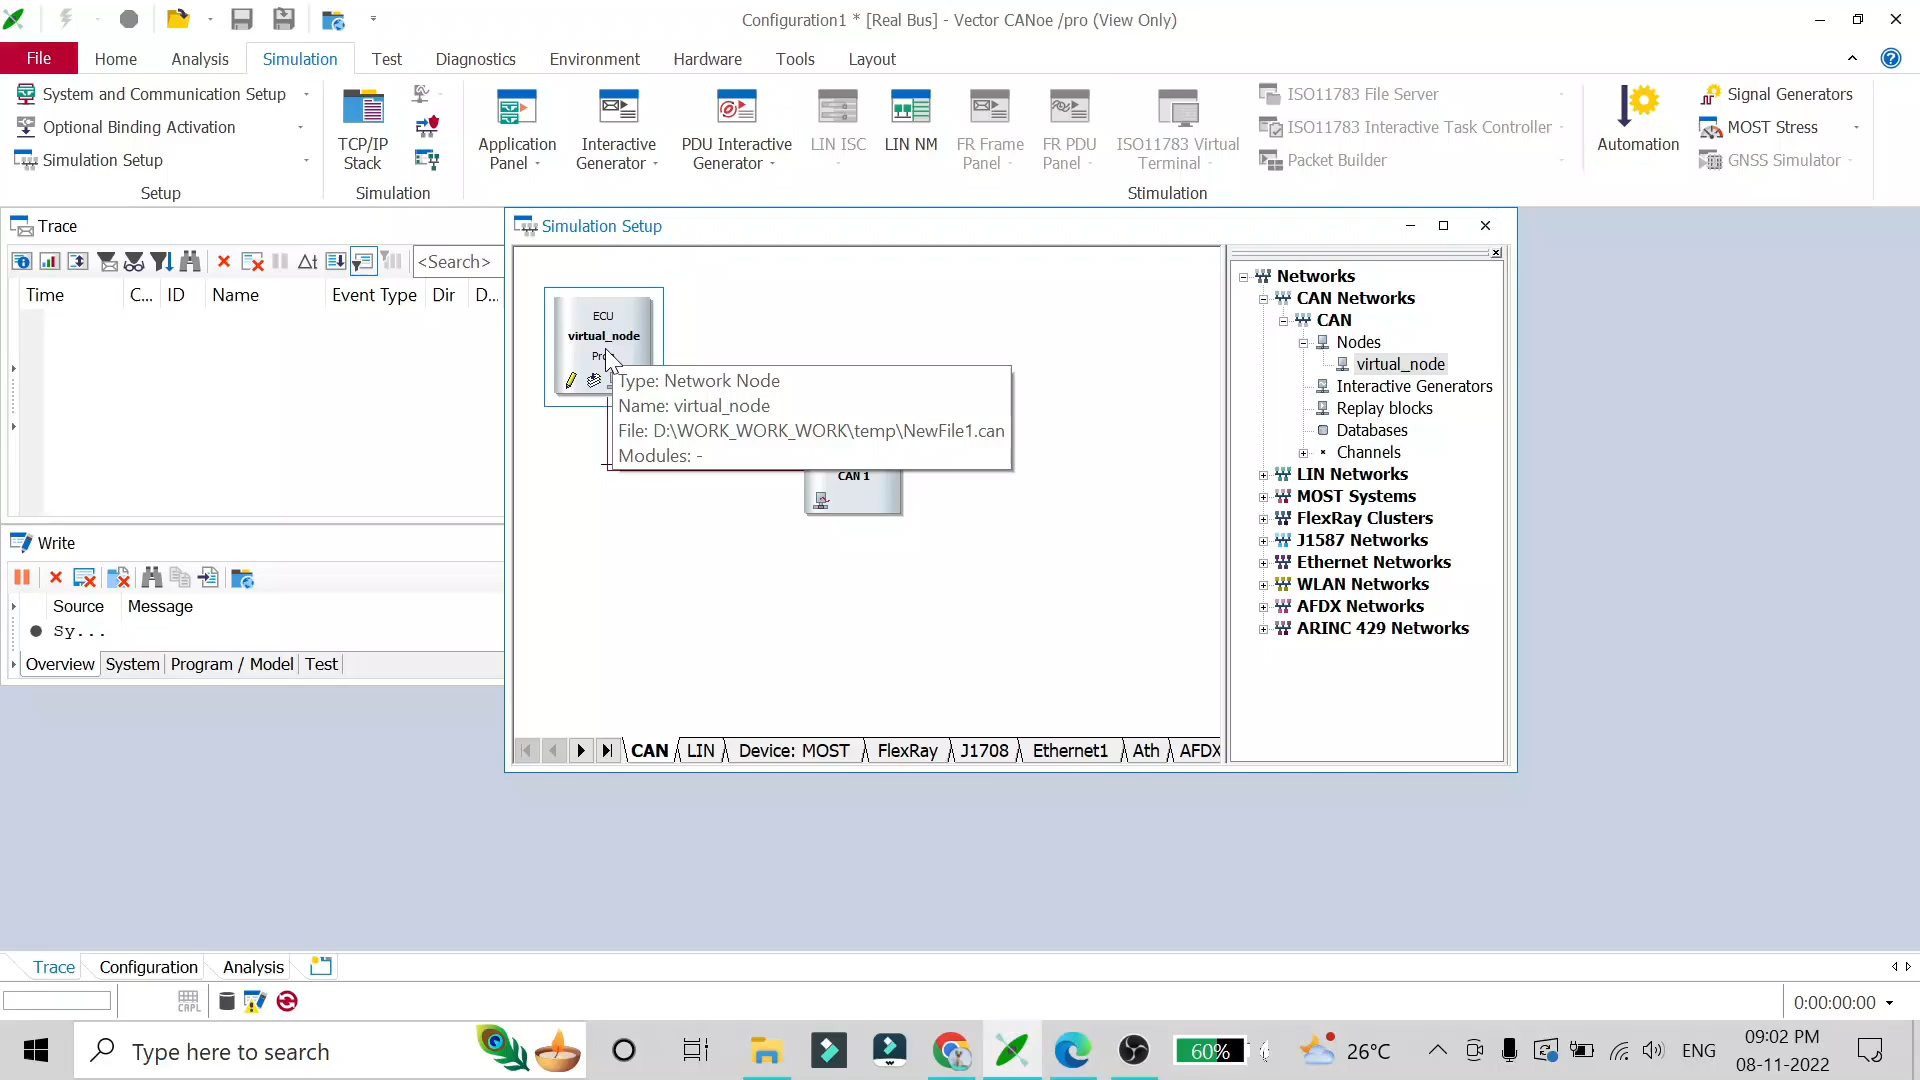 Configuration1 * [Real Bus] - Vector CANoe /pro (View Only)
File Home Analysis Simulation Test Diagnostics Environment Hardware Tools Layout
System and Communication Setup
Optional Binding Activation
Simulation Setup
Setup
TCP/IP
Stack
Simulation
Application
Panel
Interactive
Generator
PDU Interactive
Generator
LIN ISC
LIN NM
FR Frame
Panel
FR PDU
Panel
ISO11783 Virtual
Terminal
ISO11783 File Server
ISO11783 Interactive Task Controller
Packet Builder
Stimulation
Automation
Signal Generators
MOST Stress
GNSS Simulator
Trace
<Search>
Time C... ID Name Event Type Dir D...
Write
Source Message
Sy...
Overview System Program / Model Test
Simulation Setup
ECU
virtual_node
Type: Network Node
Name: virtual_node
File: D:\WORK_WORK_WORK\temp\NewFile1.can
Modules: -
CAN 1
CAN LIN Device: MOST FlexRay J1708 Ethernet1 Ath AFDX
Networks
CAN Networks
CAN
Nodes
virtual_node
Interactive Generators
Replay blocks
Databases
Channels
LIN Networks
MOST Systems
FlexRay Clusters
J1587 Networks
Ethernet Networks
WLAN Networks
AFDX Networks
ARINC 429 Networks
Trace Configuration Analysis
CAPL
0:00:00:00
Type here to search
60%
26°C
ENG
09:02 PM
08-11-2022